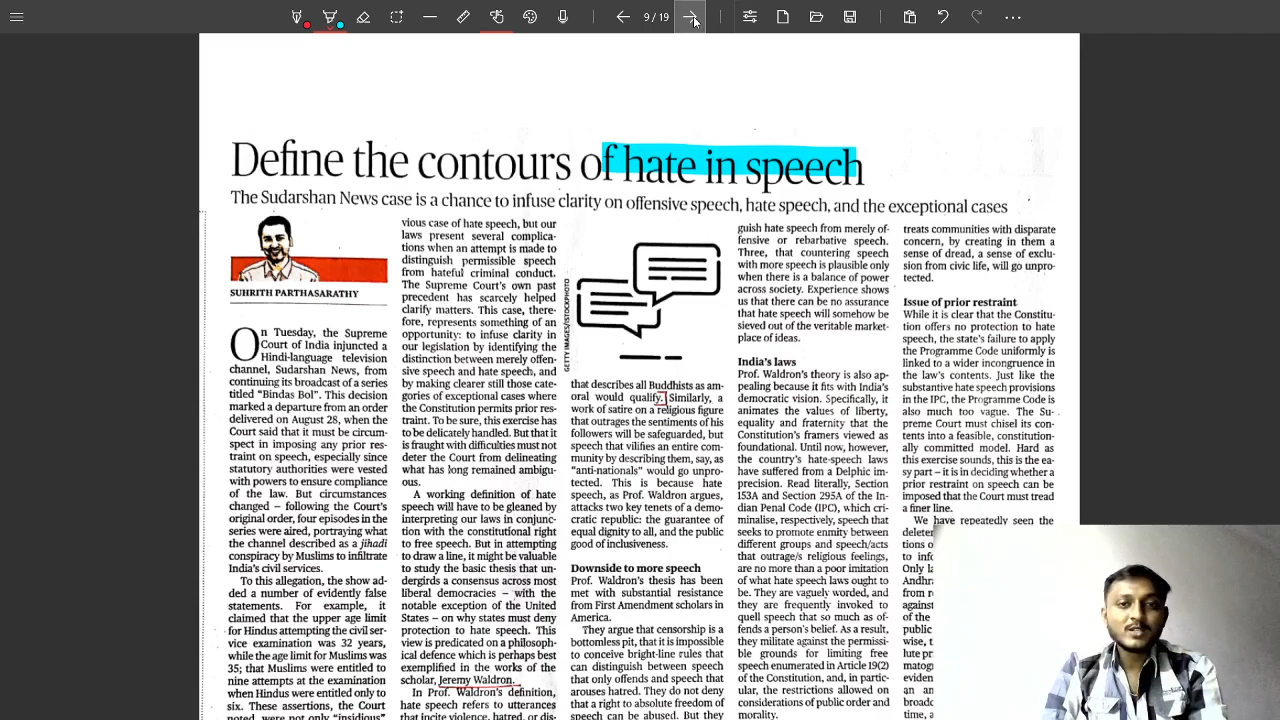 9 / 19
Define the contours of hate in speech
The Sudarshan News case is a chance to infuse clarity on offensive speech, hate speech, and the exceptional cases
SUHRITH PARTHASARATHY
On Tuesday, the Supreme
Court of India injuncted a
Hindi-language television
channel, Sudarshan News, from
continuing its broadcast of a series
titled "Bindas Bol". This decision
marked a departure from an order
delivered on August 28, when the
Court said that it must be circum-
spect in imposing any prior res-
traint on speech, especially since
statutory authorities were vested
with powers to ensure compliance
of the law. But circumstances
changed – following the Court's
original order, four episodes in the
series were aired, portraying what
the channel described as a jihadi
conspiracy by Muslims to infiltrate
India's civil services.
To this allegation, the show ad-
ded a number of evidently false
statements. For example, it
claimed that the upper age limit
for Hindus attempting the civil ser-
vice examination was 32 years,
while the age limit for Muslims was
35; that Muslims were entitled to
nine attempts at the examination
when Hindus were entitled only to
six. These assertions, the Court
noted, were not only "insidious"
vious case of hate speech, but our
laws present several complica-
tions when an attempt is made to
distinguish permissible speech
from hateful criminal conduct.
The Supreme Court's own past
precedent has scarcely helped
clarify matters. This case, there-
fore, represents something of an
opportunity: to infuse clarity in
our legislation by identifying the
distinction between merely offen-
sive speech and hate speech, and
by making clearer still those cate-
gories of exceptional cases where
the Constitution permits prior res-
traint. To be sure, this exercise has
to be delicately handled. But that it
is fraught with difficulties must not
deter the Court from delineating
what has long remained ambigu-
ous.
A working definition of hate
speech will have to be gleaned by
interpreting our laws in conjunc-
tion with the constitutional right
to free speech. But in attempting
to draw a line, it might be valuable
to study the basic thesis that un-
dergirds a consensus across most
liberal democracies – with the
notable exception of the United
States – on why states must deny
protection to hate speech. This
view is predicated on a philosoph-
ical defence which is perhaps best
exemplified in the works of the
scholar, Jeremy Waldron.
In Prof. Waldron's definition,
hate speech refers to utterances
that incite violence, hatred, or dis-
GETTY IMAGES/ISTOCKPHOTO
that describes all Buddhists as am-
oral would qualify. Similarly, a
work of satire on a religious figure
that outrages the sentiments of his
followers will be safeguarded, but
speech that vilifies an entire com-
munity by describing them, say, as
"anti-nationals" would go unpro-
tected. This is because hate
speech, as Prof. Waldron argues,
attacks two key tenets of a demo-
cratic republic: the guarantee of
equal dignity to all, and the public
good of inclusiveness.
Downside to more speech
Prof. Waldron's thesis has been
met with substantial resistance
from First Amendment scholars in
America.
They argue that censorship is a
bottomless pit, that it is impossible
to conceive bright-line rules that
can distinguish between speech
that only offends and speech that
arouses hatred. They do not deny
that a right to absolute freedom of
speech can be abused. But they
guish hate speech from merely of-
fensive or rebarbative speech.
Three, that countering speech
with more speech is plausible only
when there is a balance of power
across society. Experience shows
us that there can be no assurance
that hate speech will somehow be
sieved out of the veritable market-
place of ideas.
India's laws
Prof. Waldron's theory is also ap-
pealing because it fits with India's
democratic vision. Specifically, it
animates the values of liberty,
equality and fraternity that the
Constitution's framers viewed as
foundational. Until now, however,
the country's hate-speech laws
have suffered from a Delphic im-
precision. Read literally, Section
153A and Section 295A of the In-
dian Penal Code (IPC), which cri-
minalise, respectively, speech that
seeks to promote enmity between
different groups and speech/acts
that outrage/s religious feelings,
are no more than a poor imitation
of what hate speech laws ought to
be. They are vaguely worded, and
they are frequently invoked to
quell speech that so much as of-
fends a person's belief. As a result,
they militate against the permissi-
ble grounds for limiting free
speech enumerated in Article 19(2)
of the Constitution, and, in partic-
ular, the restrictions allowed on
considerations of public order and
morality.
treats communities with disparate
concern, by creating in them a
sense of dread, a sense of exclu-
sion from civic life, will go unpro-
tected.
Issue of prior restraint
While it is clear that the Constitu-
tion offers no protection to hate
speech, the state's failure to apply
the Programme Code uniformly is
linked to a wider incongruence in
the law's contents. Just like the
substantive hate speech provisions
in the IPC, the Programme Code is
also much too vague. The Su-
preme Court must chisel its con-
tents into a feasible, constitution-
ally committed model. Hard as
this exercise sounds, this is the ea-
sy part – it is in deciding whether a
prior restraint on speech can be
imposed that the Court must tread
a finer line.
We have repeatedly seen the
delete
tions o
to info
Only la
Andhr
from r
against
of the
public
wise, t
lute pr
matog
eviden
an an
broadc
time, a